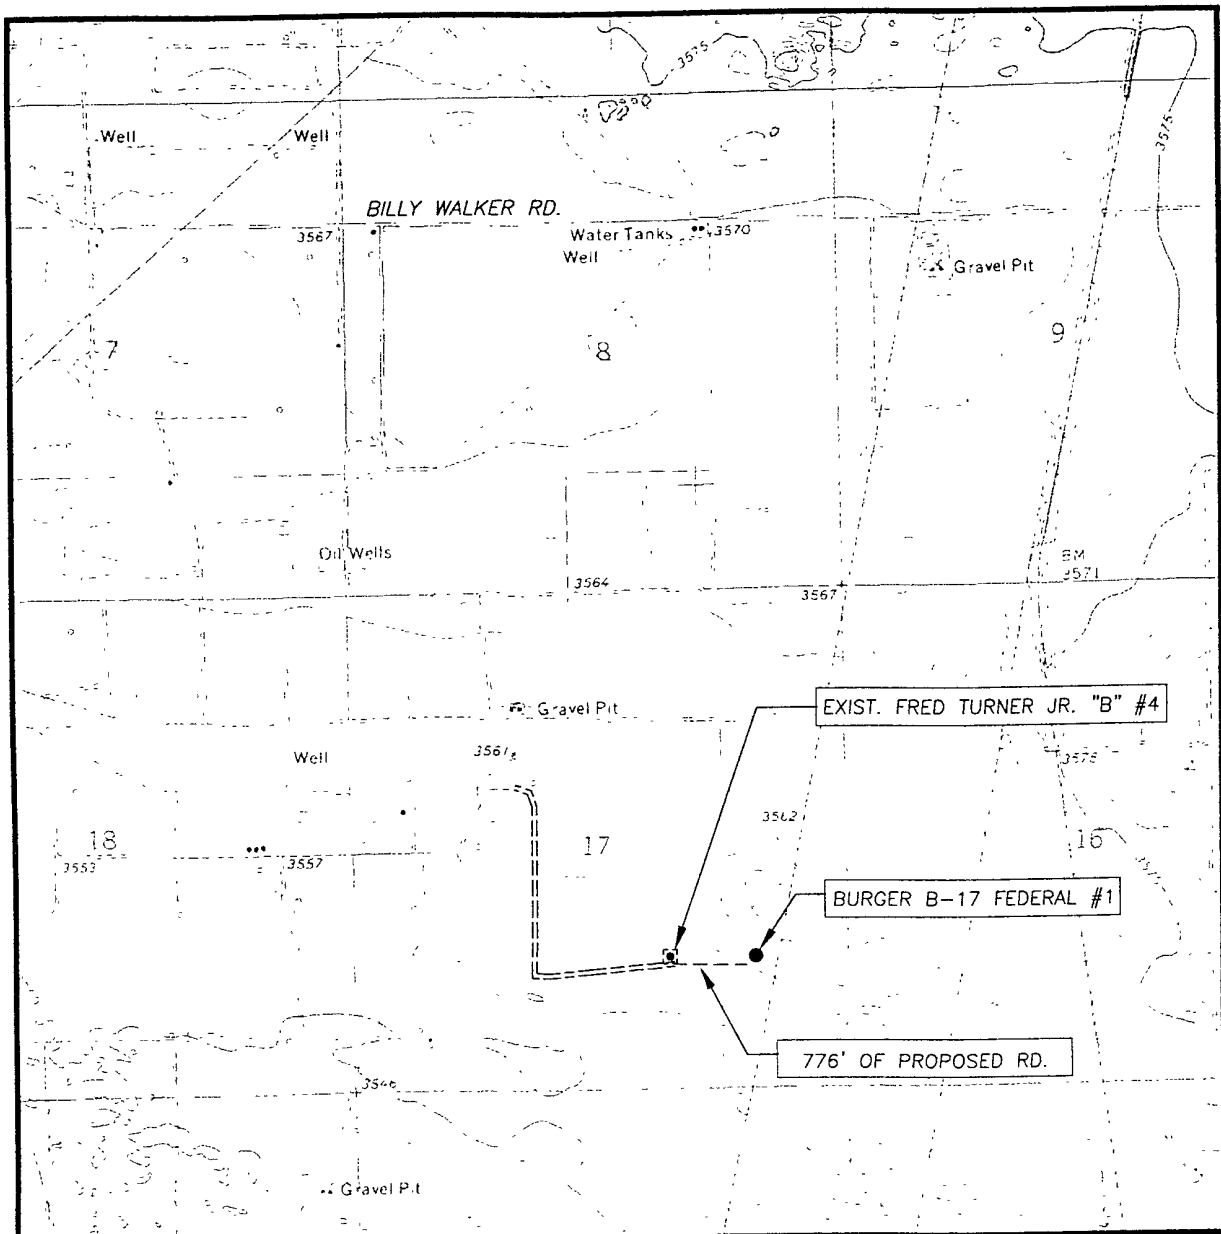 3575
Well
Well
3575
BILLY WALKER RD.
3567
Water Tanks
3570
Well
Gravel Pit
7
8
9
Oil Wells
BM
3571
3564
3567
EXIST. FRED TURNER JR. "B" #4
Gravel Pit
Well
3561
18
3553
3557
17
16
BURGER B-17 FEDERAL #1
776' OF PROPOSED RD.
3546
Gravel Pit